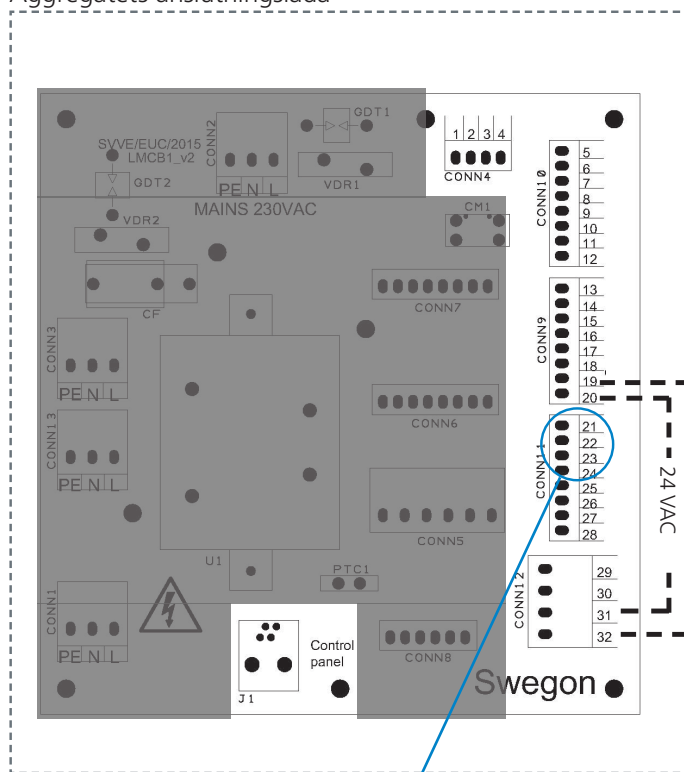 Aggregatets anslutningslåda
CONN2
GDT1
SVVE/EUC/2015
LMCB1_v2
GDT2
VDR1
PE N L
MAINS 230VAC
VDR2
CF
1 2 3 4
CONN4
CM1
CONN10
5
6
7
8
9
10
11
12
CONN7
CONN9
13
14
15
16
17
18
19
20
CONN3
PE N L
CONN13
PE N L
CONN6
CONN11
21
22
23
24
25
26
27
28
24 VAC
CONN5
U1
PTC1
CONN12
29
30
31
32
CONN1
PE N L
Control
panel
J1
CONN8
Swegon